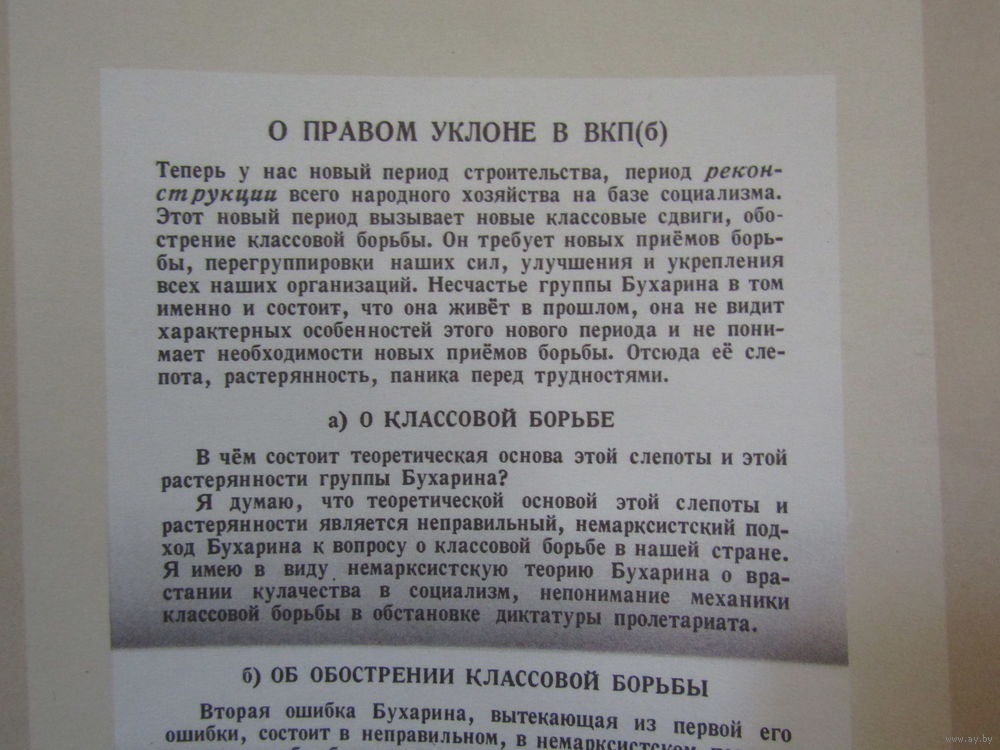 О ПРАВОМ УКЛОНЕ В ВКП(б)
Теперь у нас новый период строительства, период рекон-
струкции всего народного хозяйства на базе социализма.
Этот новый период вызывает новые классовые сдвиги, обо-
стрение классовой борьбы. Он требует новых приёмов борь-
бы, перегруппировки наших сил, улучшения и укрепления
всех наших организаций. Несчастье группы Бухарина в том
именно и состоит, что она живёт в прошлом, она не видит
характерных особенностей этого нового периода и не пони-
мает необходимости новых приёмов борьбы. Отсюда её сле-
пота, растерянность, паника перед трудностями.
а) О КЛАССОВОЙ БОРЬБЕ
В чём состоит теоретическая основа этой слепоты и этой
растерянности группы Бухарина?
Я думаю, что теоретической основой этой слепоты и
растерянности является неправильный, немарксистский под-
ход Бухарина к вопросу о классовой борьбе в нашей стране.
Я имею в виду немарксистскую теорию Бухарина о вра-
стании кулачества в социализм, непонимание механики
классовой борьбы в обстановке диктатуры пролетариата.
б) ОБ ОБОСТРЕНИИ КЛАССОВОЙ БОРЬБЫ
Вторая ошибка Бухарина, вытекающая из первой его
ошибки, состоит в неправильном, в немарксистском
www.ay.by